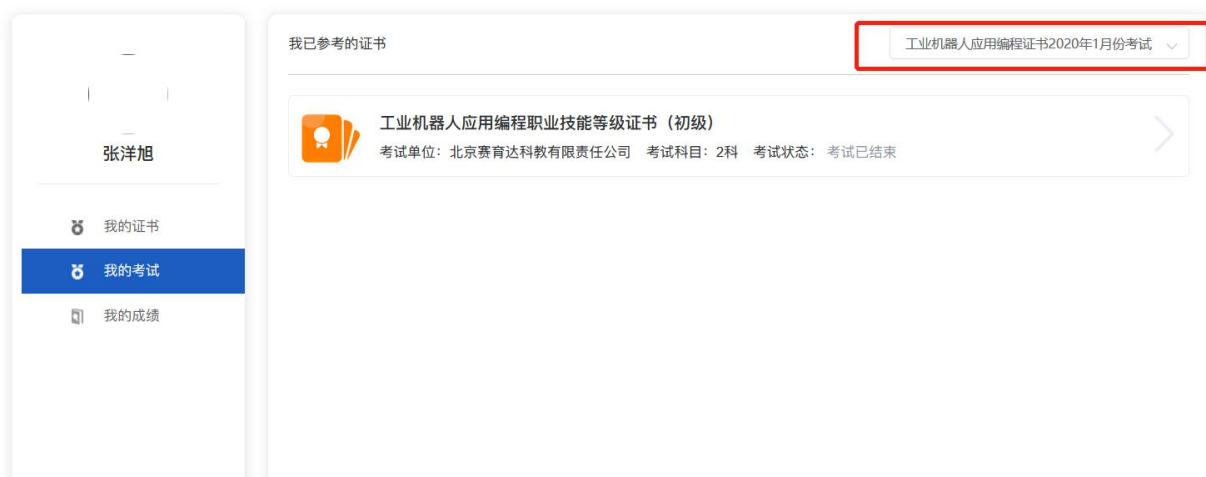 我已参考的证书
工业机器人应用编程证书2020年1月份考试
工业机器人应用编程职业技能等级证书（初级）
考试单位：北京赛育达科教有限责任公司 考试科目：2科 考试状态： 考试已结束
张洋旭
我的证书
我的考试
我的成绩